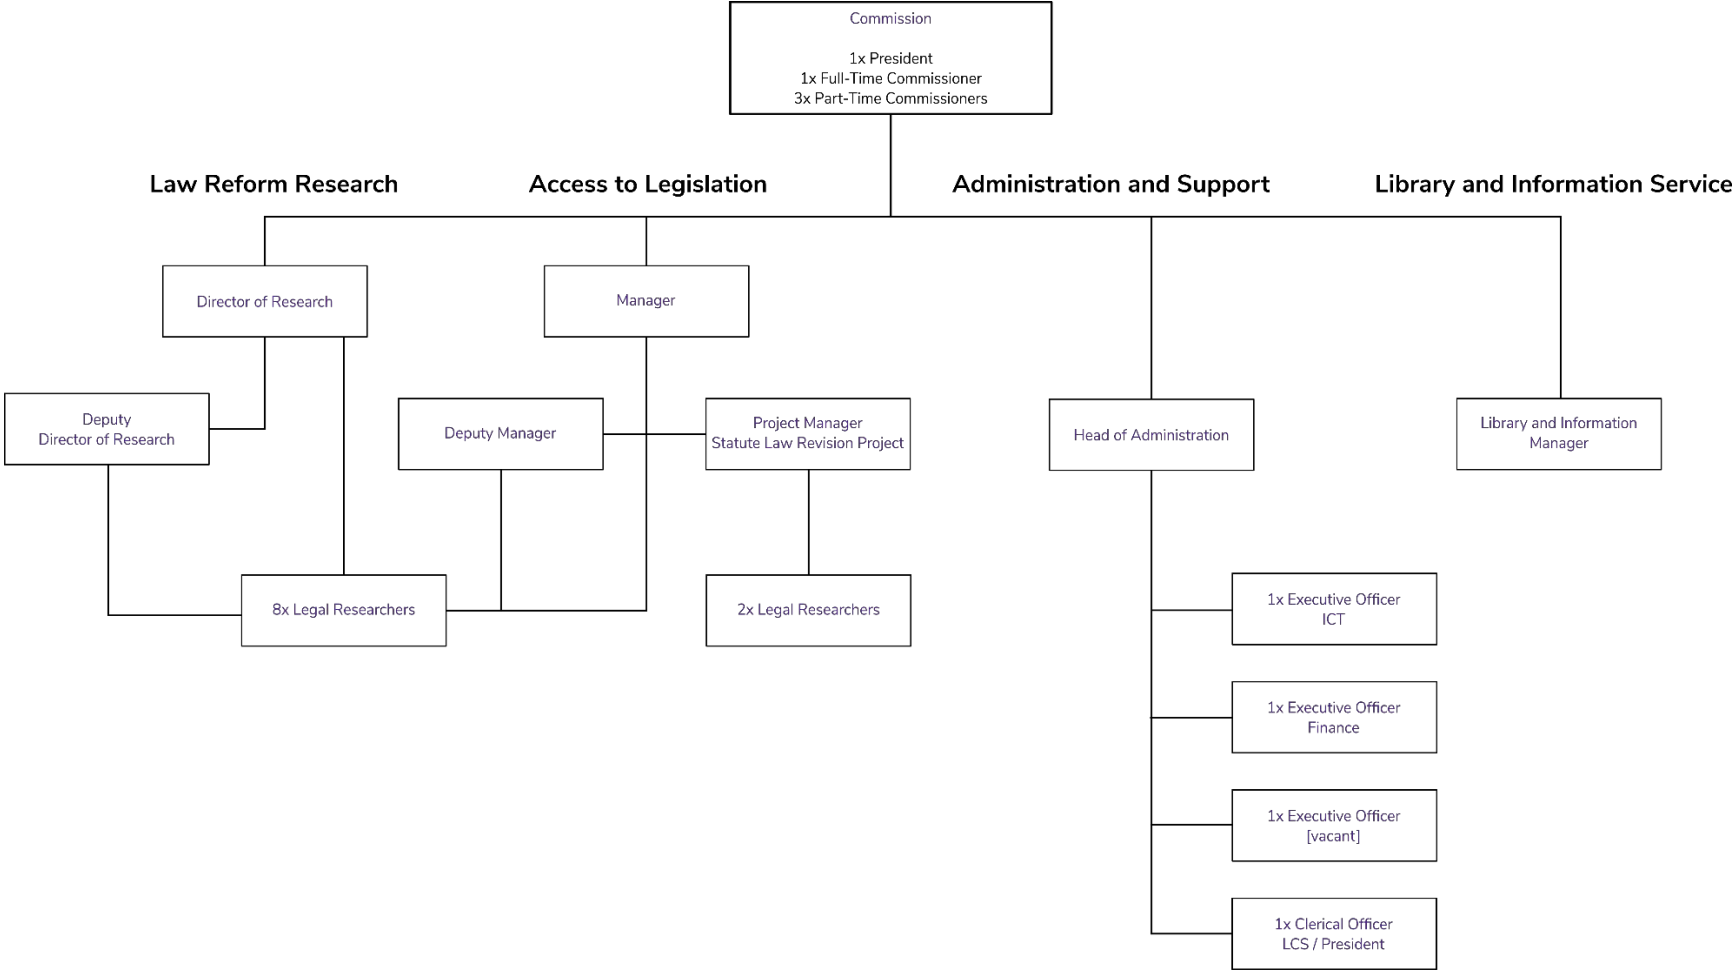 Commission
1x President
1x Full-Time Commissioner
3x Part-Time Commissioners
Law Reform Research
Access to Legislation
Administration and Support
Library and Information Service
Director of Research
Manager
Deputy
Director of Research
Deputy Manager
Project Manager
Statute Law Revision Project
Head of Administration
Library and Information
Manager
8x Legal Researchers
2x Legal Researchers
1x Executive Officer
ICT
1x Executive Officer
Finance
1x Executive Officer
[vacant]
1x Clerical Officer
LCS / President